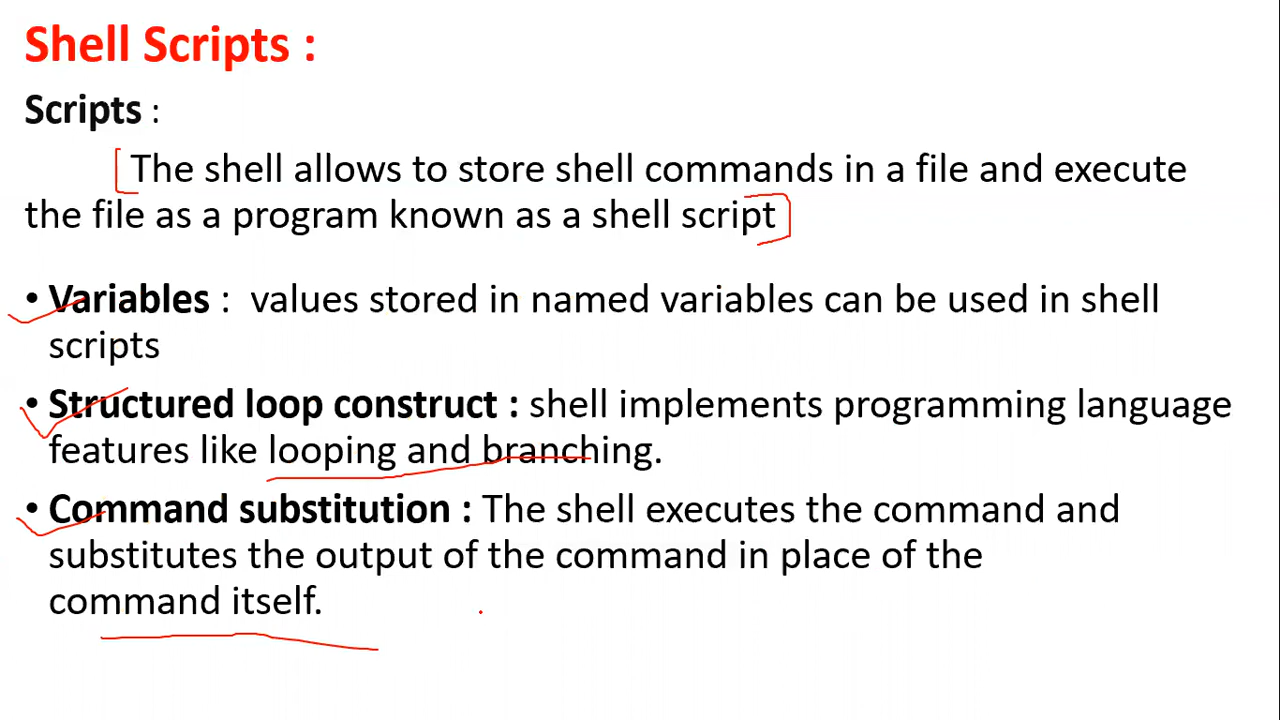 Shell Scripts :
Scripts :
The shell allows to store shell commands in a file and execute
the file as a program known as a shell script
• Variables : values stored in named variables can be used in shell
scripts
• Structured loop construct : shell implements programming language
features like looping and branching.
• Command substitution : The shell executes the command and
substitutes the output of the command in place of the
command itself.